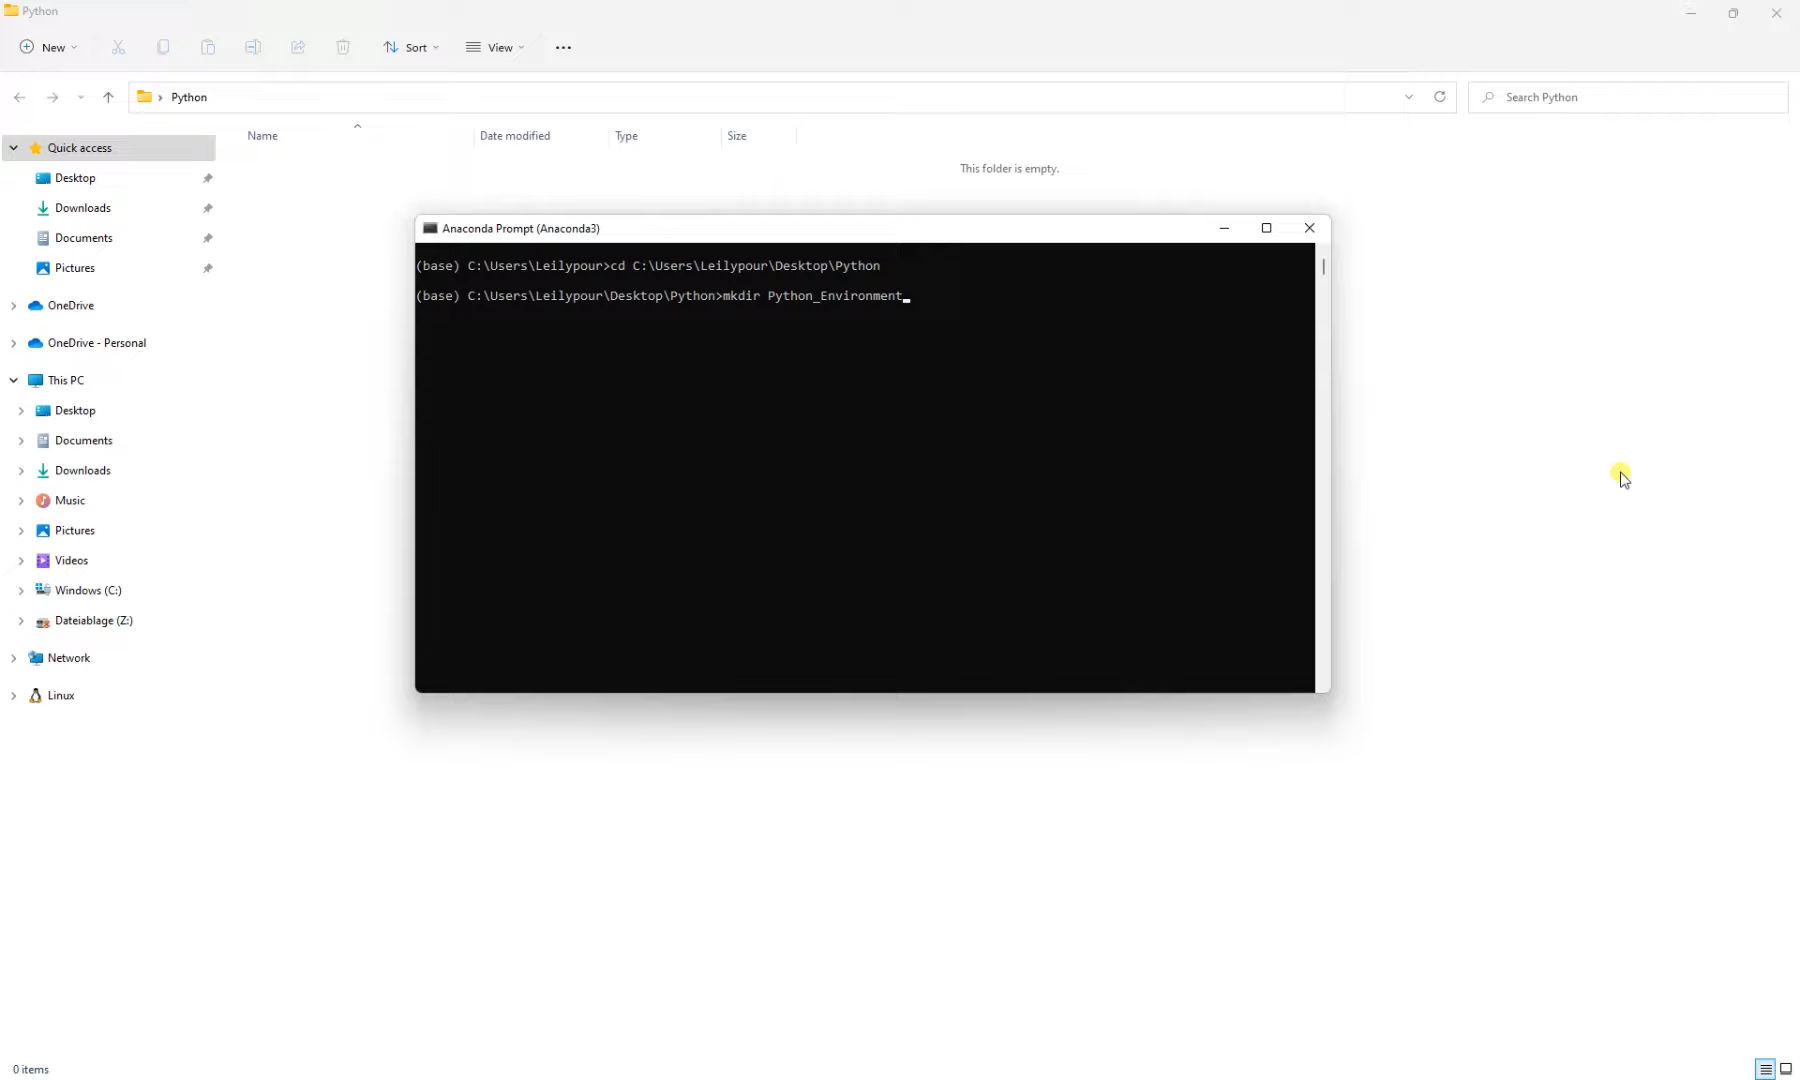 Python
New
Sort
View
Python
Search Python
Name
Date modified
Type
Size
This folder is empty.
Quick access
Desktop
Downloads
Documents
Pictures
OneDrive
OneDrive - Personal
This PC
Desktop
Documents
Downloads
Music
Pictures
Videos
Windows (C:)
Dateiablage (Z:)
Network
Linux
Anaconda Prompt (Anaconda3)
(base) C:\Users\Leilypour>cd C:\Users\Leilypour\Desktop\Python
(base) C:\Users\Leilypour\Desktop\Python>mkdir Python_Environment
0 items